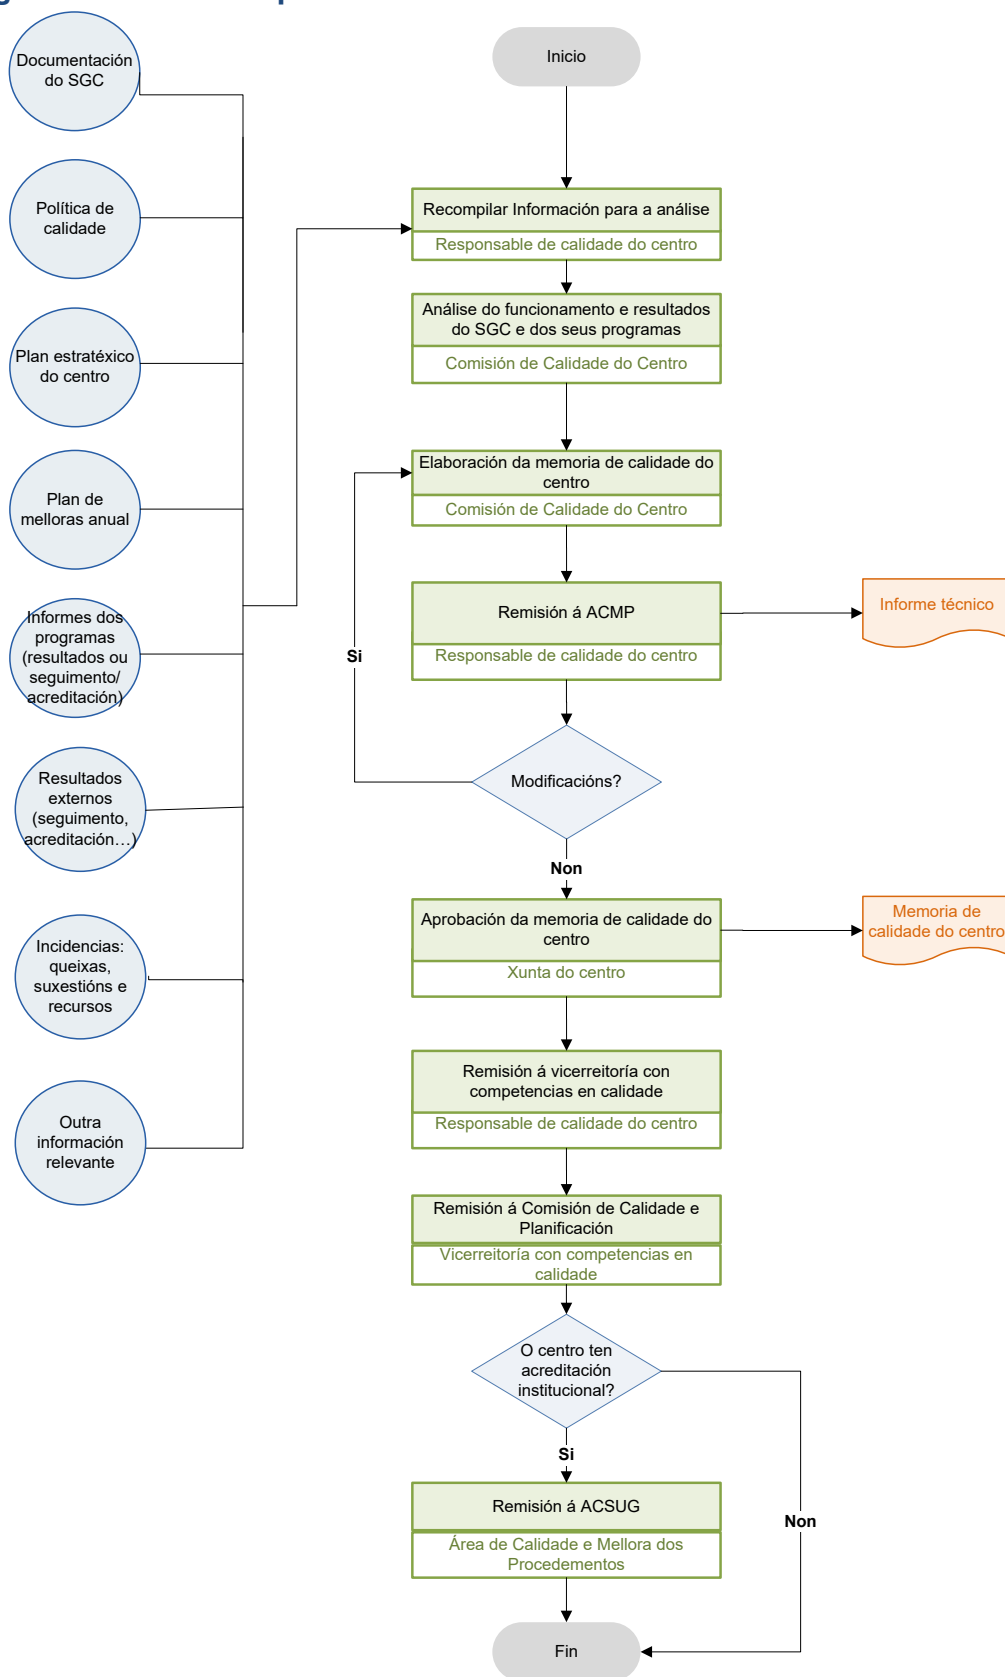 Documentación
do SGC
Política de
calidade
Plan estratéxico
do centro
Plan de
melloras anual
Informes dos
programas
(resultados ou
seguimento/
acreditación)
Resultados
externos
(seguimento,
acreditación…)
Incidencias:
queixas,
suxestións e
recursos
Outra
información
relevante
Inicio
Recompilar Información para a análise
Responsable de calidade do centro
Análise do funcionamento e resultados
do SGC e dos seus programas
Comisión de Calidade do Centro
Elaboración da memoria de calidade do
centro
Comisión de Calidade do Centro
Remisión á ACMP
Responsable de calidade do centro
Informe técnico
Si
Modificacións?
Non
Aprobación da memoria de calidade do
centro
Xunta do centro
Memoria de
calidade do centro
Remisión á vicerreitoría con
competencias en calidade
Responsable de calidade do centro
Remisión á Comisión de Calidade e
Planificación
Vicerreitoría con competencias en
calidade
O centro ten
acreditación
institucional?
Si
Non
Remisión á ACSUG
Área de Calidade e Mellora dos
Procedementos
Fin